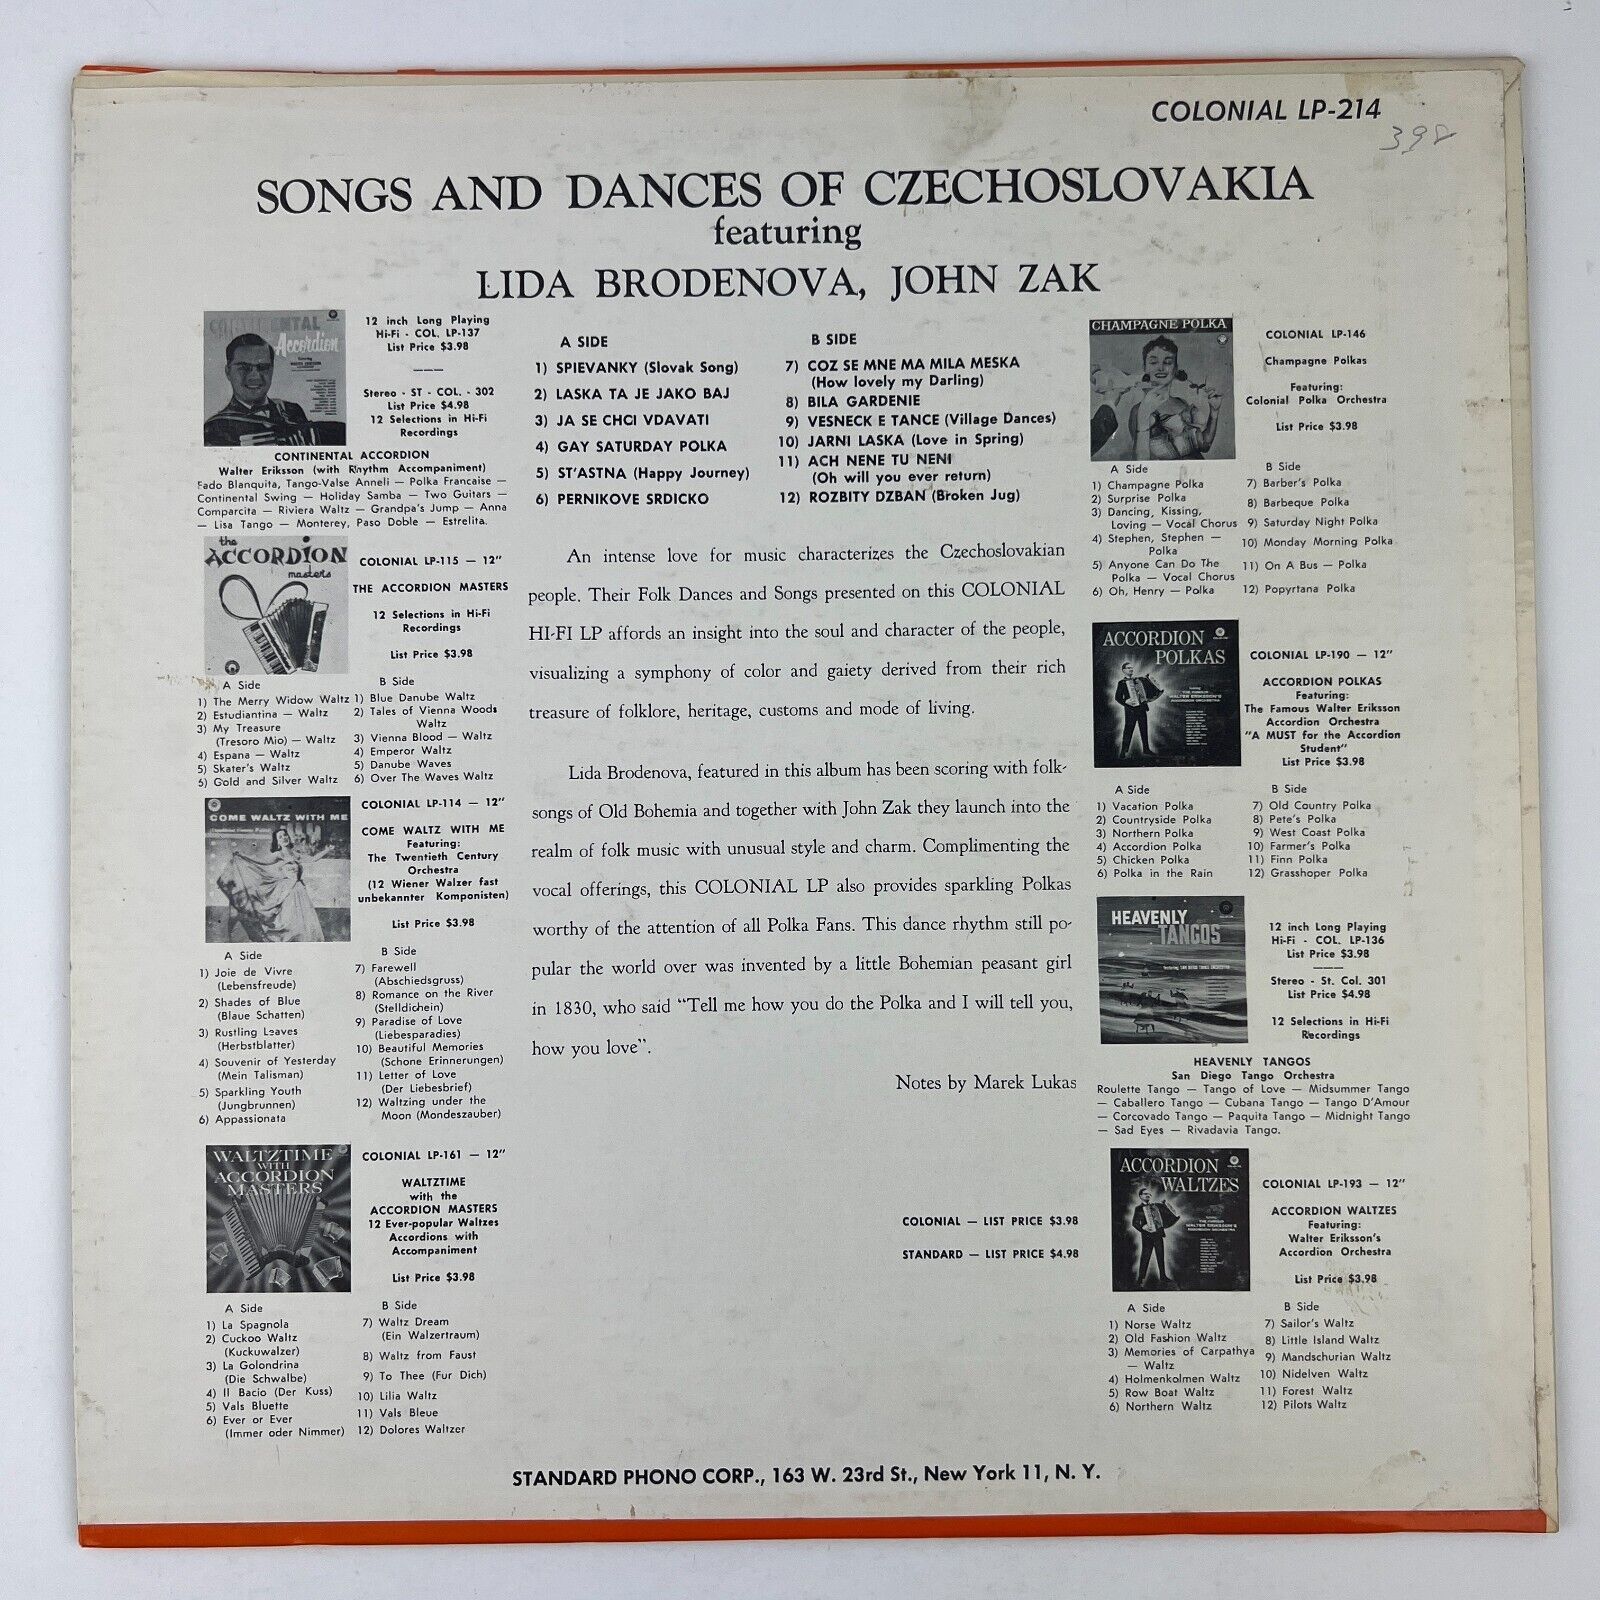 COLONIAL LP-214
398
SONGS AND DANCES OF CZECHOSLOVAKIA
featuring
LIDA BRODENOVA, JOHN ZAK
Accordion
12 inch Long Playing
Hi-Fi - COL. LP-137
List Price $3.98
Stereo - ST - COL. - 302
List Price $4.98
12 Selections in Hi-Fi
Recordings
CONTINENTAL ACCORDION
Walter Eriksson (with Rhythm Accompaniment)
Fado Blanquita, Tango-Valse Anneli — Polka Francaise —
Continental Swing — Holiday Samba — Two Guitars —
Comparcita — Riviera Waltz — Grandpa's Jump — Anna
— Lisa Tango — Monterey, Paso Doble — Estrelita.
the
ACCORDION
masters
COLONIAL LP-115 — 12"
THE ACCORDION MASTERS
12 Selections in Hi-Fi
Recordings
List Price $3.98
A Side
1) The Merry Widow Waltz
2) Estudiantina — Waltz
3) My Treasure
(Tresoro Mio) — Waltz
4) Espana — Waltz
5) Skater's Waltz
6) Gold and Silver Waltz
B Side
1) Blue Danube Waltz
2) Tales of Vienna Woods
Waltz
3) Vienna Blood — Waltz
4) Emperor Waltz
5) Danube Waves
6) Over The Waves Waltz
COME WALTZ WITH ME
COLONIAL LP-114 — 12"
COME WALTZ WITH ME
Featuring:
The Twentieth Century
Orchestra
(12 Wiener Walzer fast
unbekannter Komponisten)
List Price $3.98
A Side
1) Joie de Vivre
(Lebensfreude)
2) Shades of Blue
(Blaue Schatten)
3) Rustling Leaves
(Herbstblatter)
4) Souvenir of Yesterday
(Mein Talisman)
5) Sparkling Youth
(Jungbrunnen)
6) Appassionata
B Side
7) Farewell
(Abschiedsgruss)
8) Romance on the River
(Stelldichein)
9) Paradise of Love
(Liebesparadies)
10) Beautiful Memories
(Schone Erinnerungen)
11) Letter of Love
(Der Liebesbrief)
12) Waltzing under the
Moon (Mondeszauber)
WALTZTIME
WITH
ACCORDION
MASTERS
COLONIAL LP-161 — 12"
WALTZTIME
with the
ACCORDION MASTERS
12 Ever-popular Waltzes
Accordions with
Accompaniment
List Price $3.98
A Side
1) La Spagnola
2) Cuckoo Waltz
(Kuckuwalzer)
3) La Golondrina
(Die Schwalbe)
4) Il Bacio (Der Kuss)
5) Vals Bluette
6) Ever or Ever
(Immer oder Nimmer)
B Side
7) Waltz Dream
(Ein Walzertraum)
8) Waltz from Faust
9) To Thee (Fur Dich)
10) Lilia Waltz
11) Vals Bleue
12) Dolores Waltzer
A SIDE
1) SPIEVANKY (Slovak Song)
2) LASKA TA JE JAKO BAJ
3) JA SE CHCI VDAVATI
4) GAY SATURDAY POLKA
5) ST'ASTNA (Happy Journey)
6) PERNIKOVE SRDICKO
B SIDE
7) COZ SE MNE MA MILA MESKA
(How lovely my Darling)
8) BILA GARDENIE
9) VESNECK E TANCE (Village Dances)
10) JARNI LASKA (Love in Spring)
11) ACH NENE TU NENI
(Oh will you ever return)
12) ROZBITY DZBAN (Broken Jug)
An intense love for music characterizes the Czechoslovakian
people. Their Folk Dances and Songs presented on this COLONIAL
HI-FI LP affords an insight into the soul and character of the people,
visualizing a symphony of color and gaiety derived from their rich
treasure of folklore, heritage, customs and mode of living.
Lida Brodenova, featured in this album has been scoring with folk-
songs of Old Bohemia and together with John Zak they launch into the
realm of folk music with unusual style and charm. Complimenting the
vocal offerings, this COLONIAL LP also provides sparkling Polkas
worthy of the attention of all Polka Fans. This dance rhythm still po-
pular the world over was invented by a little Bohemian peasant girl
in 1830, who said "Tell me how you do the Polka and I will tell you,
how you love".
Notes by Marek Lukas
COLONIAL — LIST PRICE $3.98
STANDARD — LIST PRICE $4.98
CHAMPAGNE POLKA
COLONIAL LP-146
Champagne Polkas
Featuring:
Colonial Polka Orchestra
List Price $3.98
A Side
1) Champagne Polka
2) Surprise Polka
3) Dancing, Kissing,
Loving — Vocal Chorus
4) Stephen, Stephen —
Polka
5) Anyone Can Do The
Polka — Vocal Chorus
6) Oh, Henry — Polka
B Side
7) Barber's Polka
8) Barbeque Polka
9) Saturday Night Polka
10) Monday Morning Polka
11) On A Bus — Polka
12) Popyrtana Polka
ACCORDION
POLKAS
COLONIAL LP-190 — 12"
ACCORDION POLKAS
Featuring:
The Famous Walter Eriksson
Accordion Orchestra
"A MUST for the Accordion
Student"
List Price $3.98
A Side
1) Vacation Polka
2) Countryside Polka
3) Northern Polka
4) Accordion Polka
5) Chicken Polka
6) Polka in the Rain
B Side
7) Old Country Polka
8) Pete's Polka
9) West Coast Polka
10) Farmer's Polka
11) Finn Polka
12) Grasshoper Polka
HEAVENLY
TANGOS
12 inch Long Playing
Hi-Fi - COL. LP-136
List Price $3.98
Stereo - St. Col. 301
List Price $4.98
12 Selections in Hi-Fi
Recordings
HEAVENLY TANGOS
San Diego Tango Orchestra
Roulette Tango — Tango of Love — Midsummer Tango
— Caballero Tango — Cubana Tango — Tango D'Amour
— Corcovado Tango — Paquita Tango — Midnight Tango
— Sad Eyes — Rivadavia Tango.
ACCORDION
WALTZES
COLONIAL LP-193 — 12"
ACCORDION WALTZES
Featuring:
Walter Eriksson's
Accordion Orchestra
List Price $3.98
A Side
1) Norse Waltz
2) Old Fashion Waltz
3) Memories of Carpathya
— Waltz
4) Holmenkolmen Waltz
5) Row Boat Waltz
6) Northern Waltz
B Side
7) Sailor's Waltz
8) Little Island Waltz
9) Mandschurian Waltz
10) Nidelven Waltz
11) Forest Waltz
12) Pilots Waltz
STANDARD PHONO CORP., 163 W. 23rd St., New York 11, N. Y.